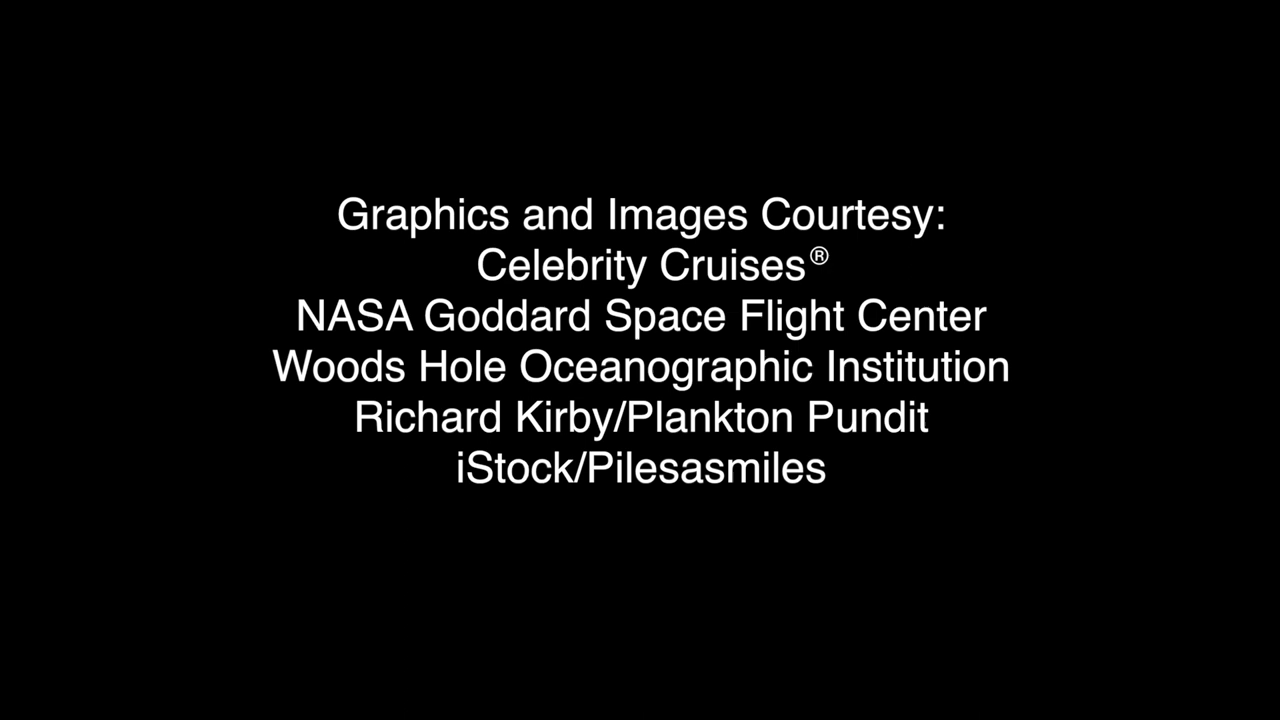 Graphics and Images Courtesy:
Celebrity Cruises®
NASA Goddard Space Flight Center
Woods Hole Oceanographic Institution
Richard Kirby/Plankton Pundit
iStock/Pilesasmiles